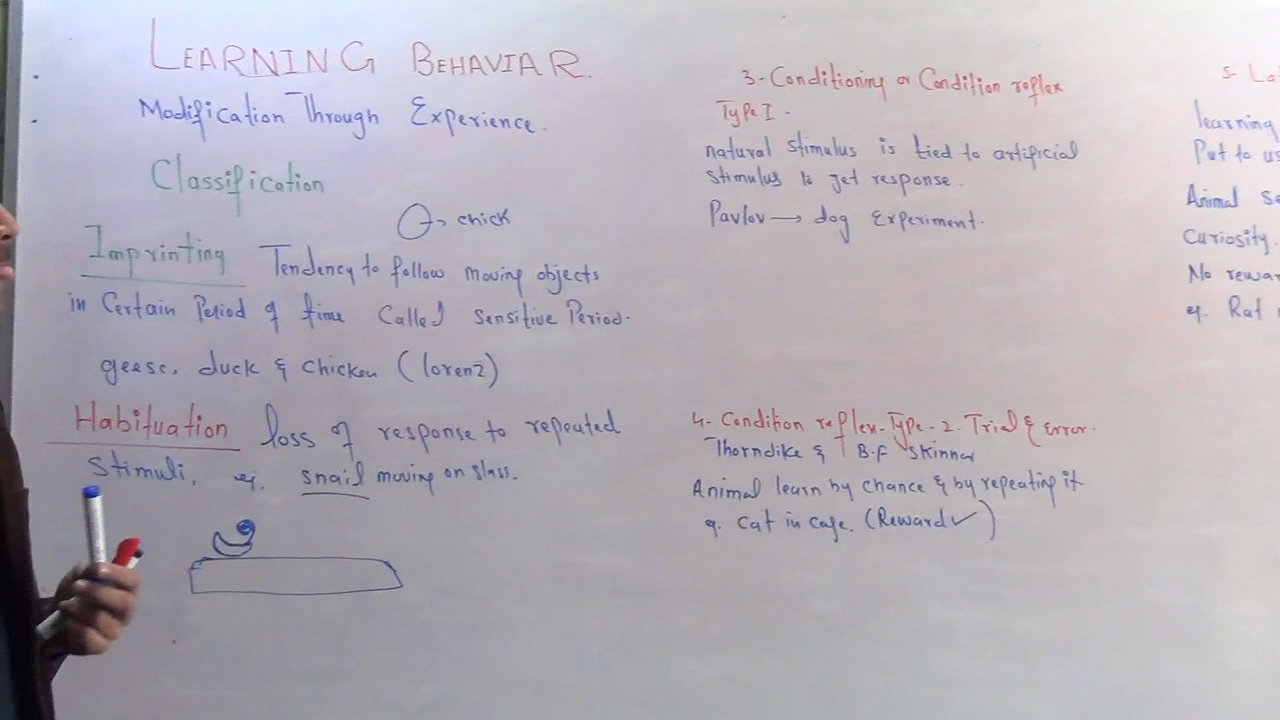 LEARNING BEHAVIAR.
Modification Through Experience.
Classification
chick
Imprinting Tendency to follow moving objects
in Certain Period of time Called Sensitive Period.
geese, duck & chicken (lorenz)
Habituation loss of response to repeated
Stimuli, eg. snail moving on glass.
3- Conditioning or Condition reflex
Type I.
natural stimulus is tied to artificial
stimulus to get response.
Pavlov → dog Experiment.
4- Condition reflex-Type-2. Trial & Error.
Thorndike & B.F Skinner
Animal learn by chance & by repeating it
eg. Cat in cage. (Reward ✓)
5- La
learning
Put to us
Animal se
Curiosity.
No rewar
eg. Rat